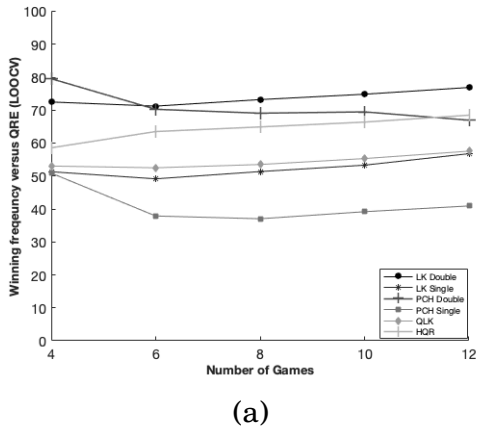 100
90
80
70
60
50
40
30
20
10
0
Winning freqeuncy versus QRE (LOOCV)
4 6 8 10 12
Number of Games
LK Double
LK Single
PCH Double
PCH Single
QLK
HQR
(a)